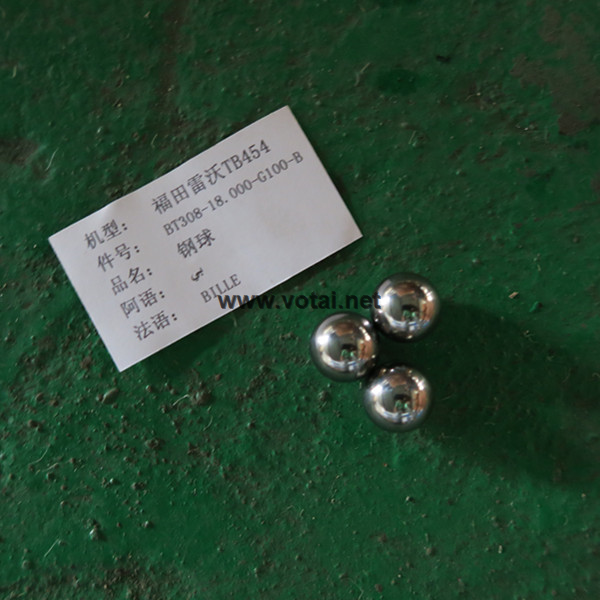 机型: 福田雷沃TB454
件号: BT308-18.000-G100-B
品名: 钢球
阿语:
法语: BILLE
www.votal.net